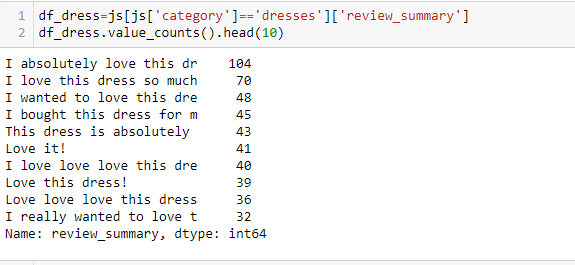 1 df_dress=js[js['category']=='dresses']['review_summary']
2 df_dress.value_counts().head(10)
I absolutely love this dr 104
I love this dress so much 70
I wanted to love this dre 48
I bought this dress for m 45
This dress is absolutely 43
Love it! 41
I love love love this dre 40
Love this dress! 39
Love love love this dress 36
I really wanted to love t 32
Name: review_summary, dtype: int64